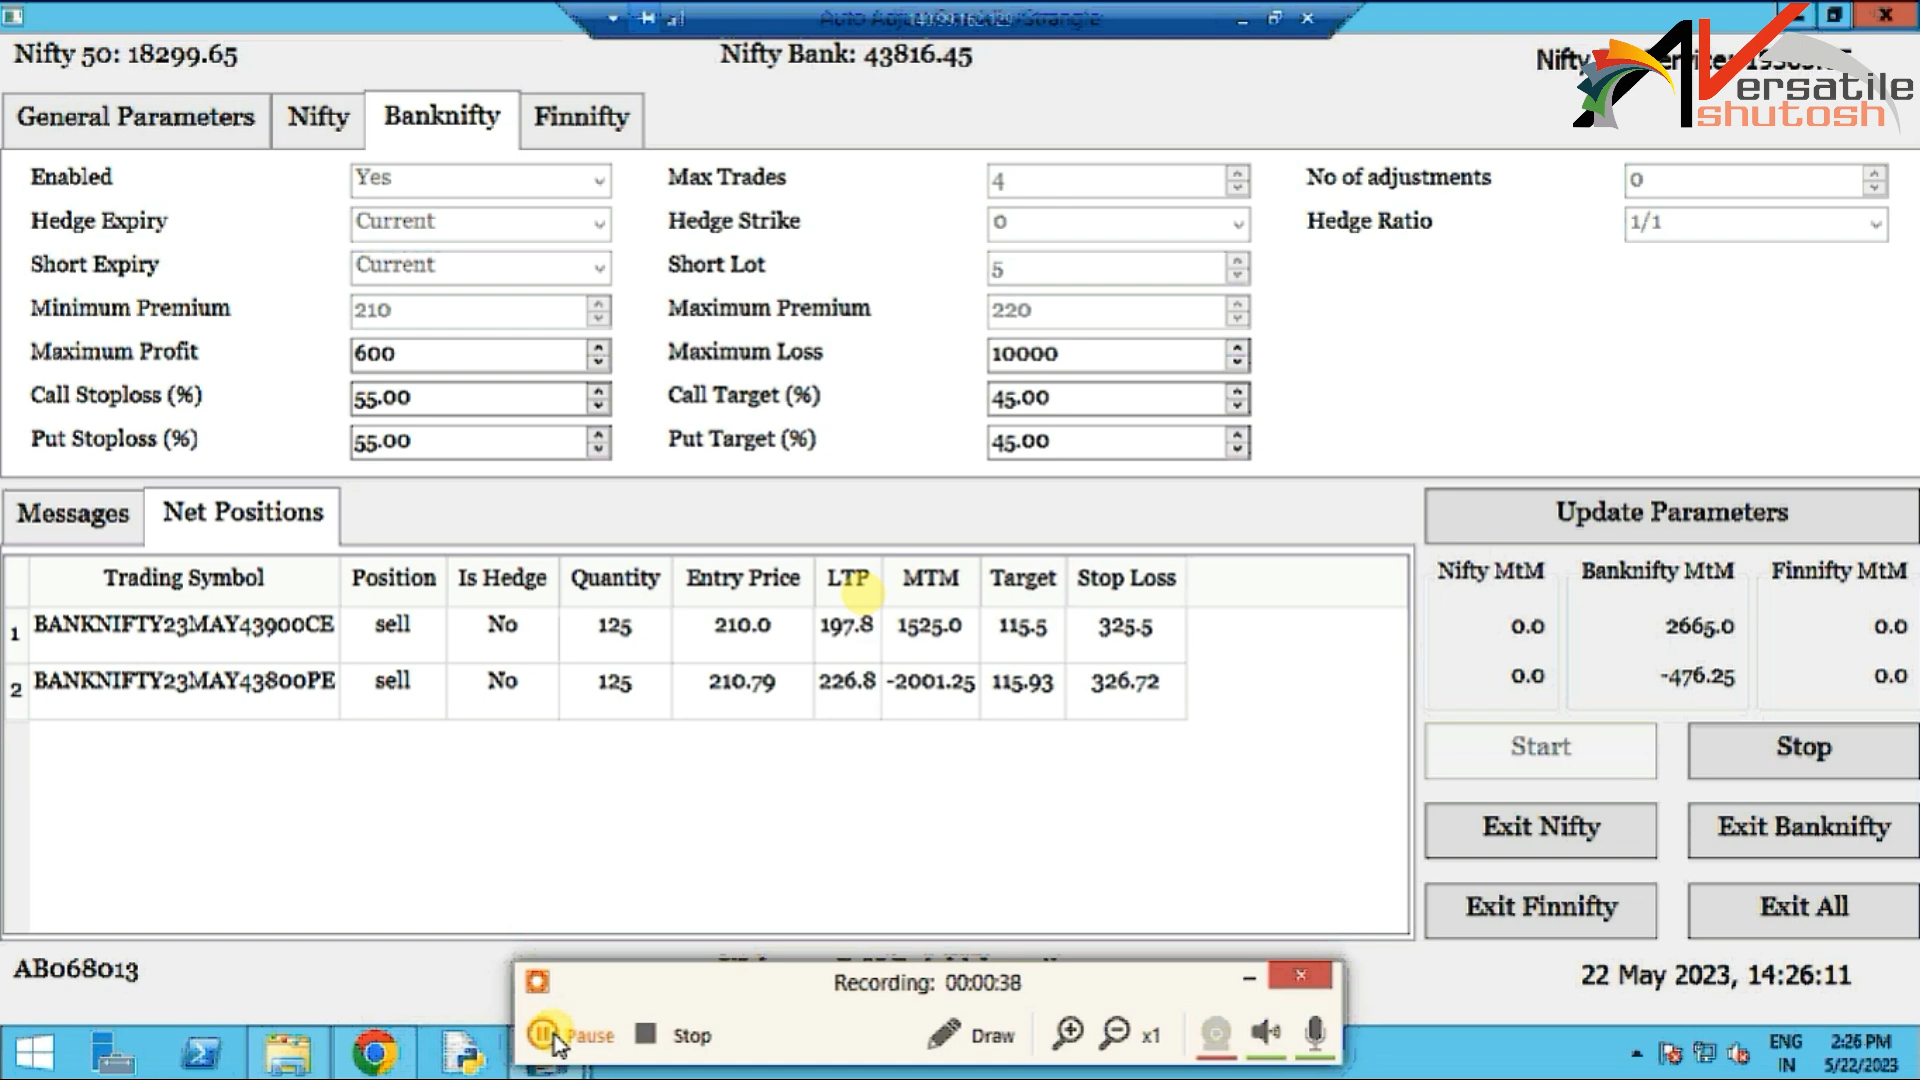 Nifty 50: 18299.65
Nifty Bank: 43816.45
Nifty
Versatile
Ashutosh
General Parameters
Nifty
Banknifty
Finnifty
Enabled Yes Max Trades 4 No of adjustments 0
Hedge Expiry Current Hedge Strike 0 Hedge Ratio 1/1
Short Expiry Current Short Lot 5
Minimum Premium 210 Maximum Premium 220
Maximum Profit 600 Maximum Loss 10000
Call Stoploss (%) 55.00 Call Target (%) 45.00
Put Stoploss (%) 55.00 Put Target (%) 45.00
Messages Net Positions
Update Parameters
Trading Symbol Position Is Hedge Quantity Entry Price LTP MTM Target Stop Loss
1 BANKNIFTY23MAY43900CE sell No 125 210.0 197.8 1525.0 115.5 325.5
2 BANKNIFTY23MAY43800PE sell No 125 210.79 226.8 -2001.25 115.93 326.72
Nifty MtM Banknifty MtM Finnifty MtM
0.0 2665.0 0.0
0.0 -476.25 0.0
Start Stop
Exit Nifty Exit Banknifty
Exit Finnifty Exit All
AB068013
22 May 2023, 14:26:11
Recording: 00:00:38
Pause Stop Draw x1
ENG
IN
2:26 PM
5/22/2023